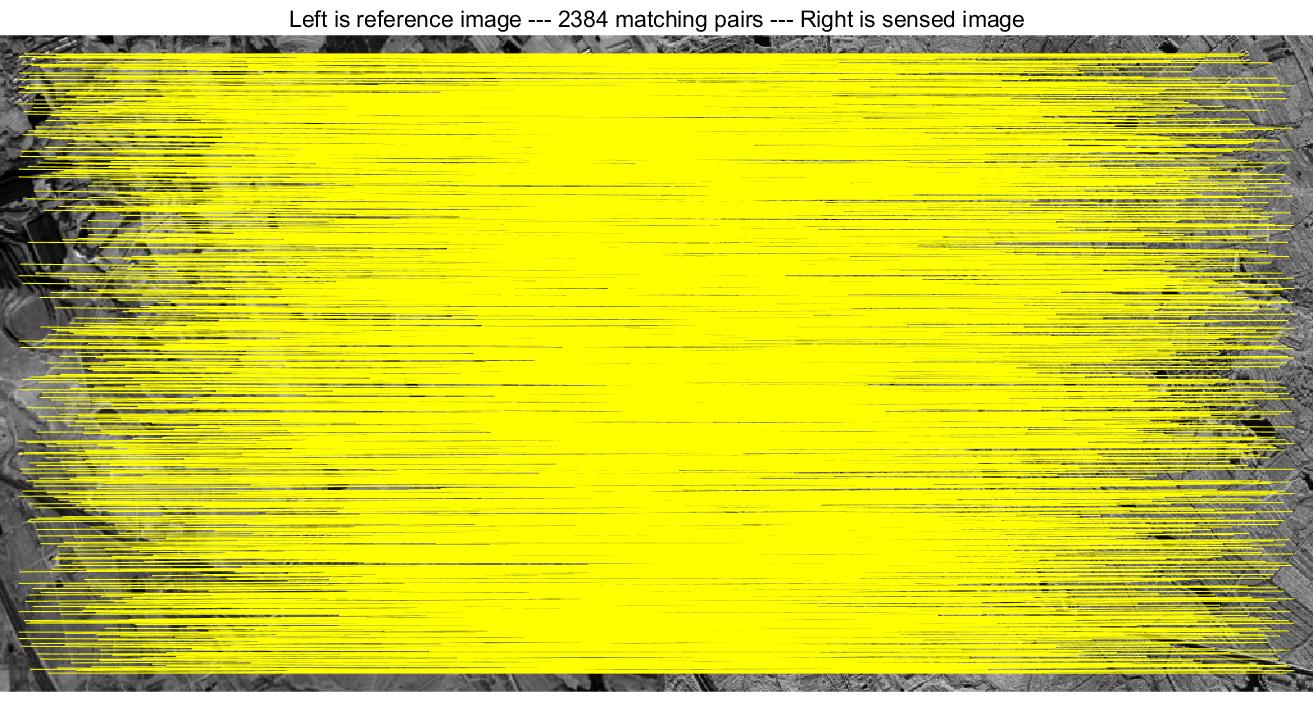 Left is reference image --- 2384 matching pairs --- Right is sensed image